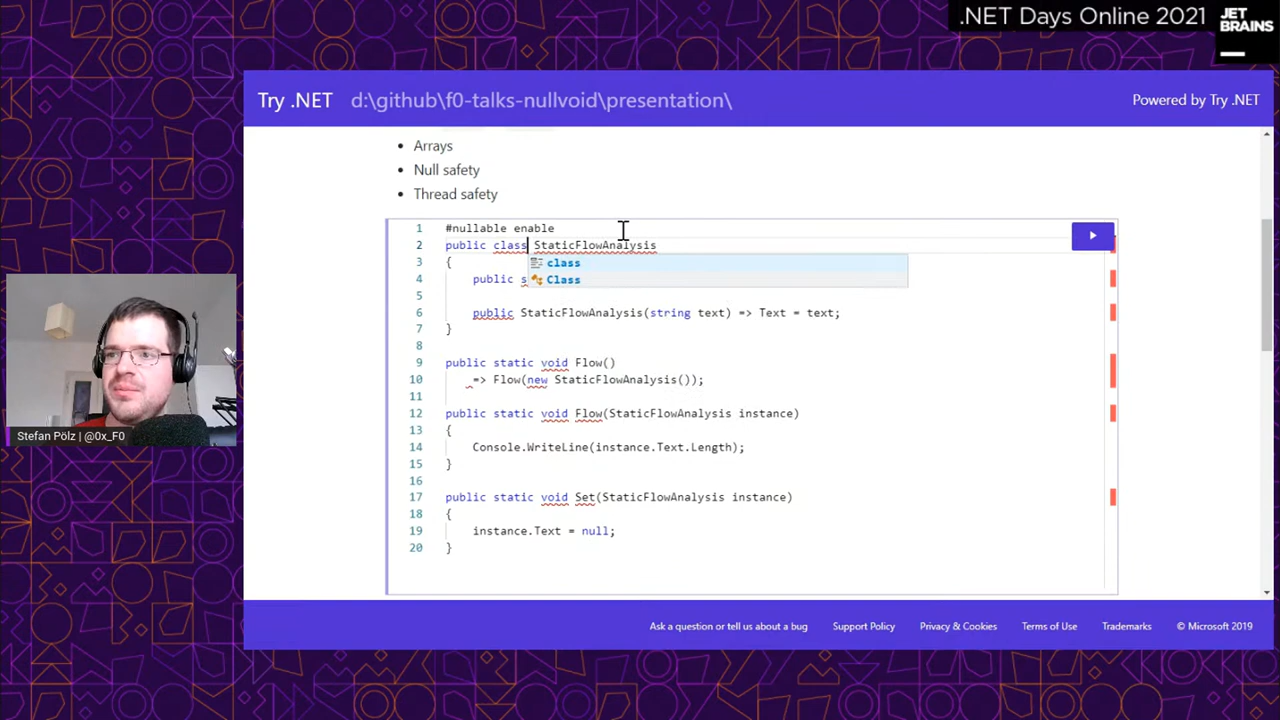 .NET Days Online 2021
JET
BRAINS
Try .NET d:\github\f0-talks-nullvoid\presentation\
Powered by Try .NET
• Arrays
• Null safety
• Thread safety
1 #nullable enable
2 public class StaticFlowAnalysis
3 {
class
Class
4 public s
5
6 public StaticFlowAnalysis(string text) => Text = text;
7 }
8
9 public static void Flow()
10 => Flow(new StaticFlowAnalysis());
11
12 public static void Flow(StaticFlowAnalysis instance)
13 {
14 Console.WriteLine(instance.Text.Length);
15 }
16
17 public static void Set(StaticFlowAnalysis instance)
18 {
19 instance.Text = null;
20 }
Stefan Pölz | @0x_F0
Ask a question or tell us about a bug Support Policy Privacy & Cookies Terms of Use Trademarks © Microsoft 2019